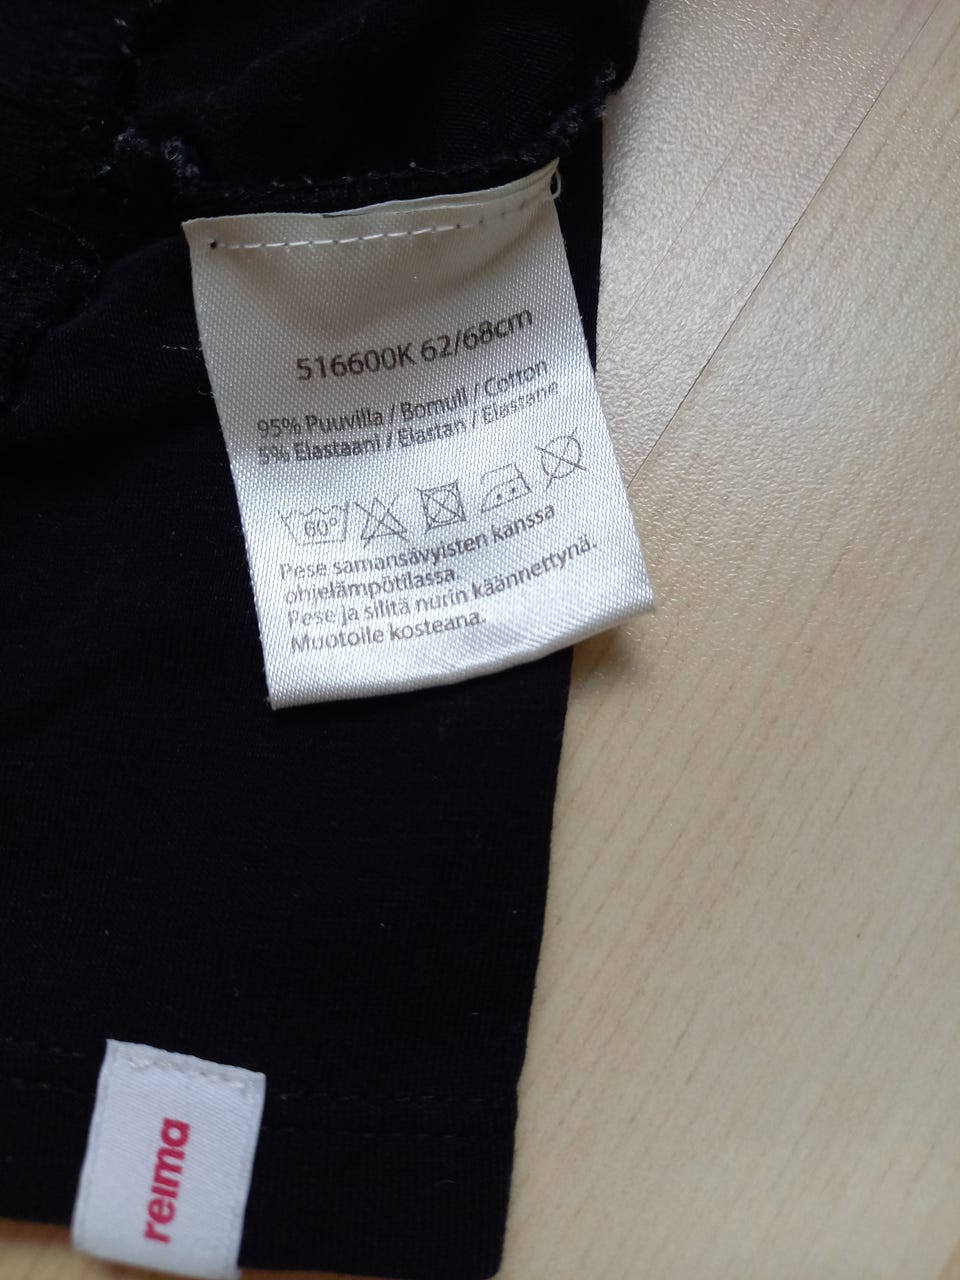 516600K 62/68cm
95% Puuvilla / Bomull / Cotton
5% Elastaani / Elastan / Elastane
60°
Pese samansävyisten kanssa
ohjelämpötilassa.
Pese ja silitä nurin käännettynä.
Muotoile kosteana.
reima